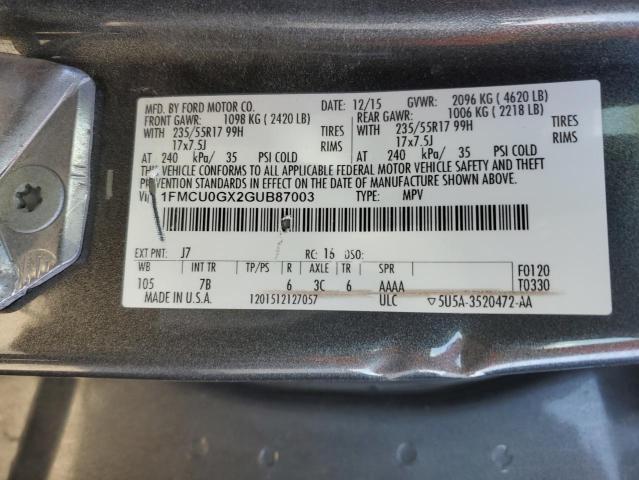 MFD. BY FORD MOTOR CO. DATE: 12/15 GVWR: 2096 KG ( 4620 LB)
FRONT GAWR: 1098 KG ( 2420 LB) REAR GAWR: 1006 KG ( 2218 LB)
WITH 235/55R17 99H TIRES WITH 235/55R17 99H TIRES
17x7.5J RIMS 17x7.5J RIMS
AT 240 kPa/ 35 PSI COLD AT 240 kPa/ 35 PSI COLD
THIS VEHICLE CONFORMS TO ALL APPLICABLE FEDERAL MOTOR VEHICLE SAFETY AND THEFT
PREVENTION STANDARDS IN EFFECT ON THE DATE OF MANUFACTURE SHOWN ABOVE.
1FMCU0GX2GUB87003 TYPE: MPV
EXT PNT: J7 RC: 16 DSO:
WB INT TR TP/PS R AXLE TR SPR F0120
105 7B 6 3C 6 AAAA T0330
MADE IN U.S.A. 1201512127057 ULC ▽5U5A-3520472-AA